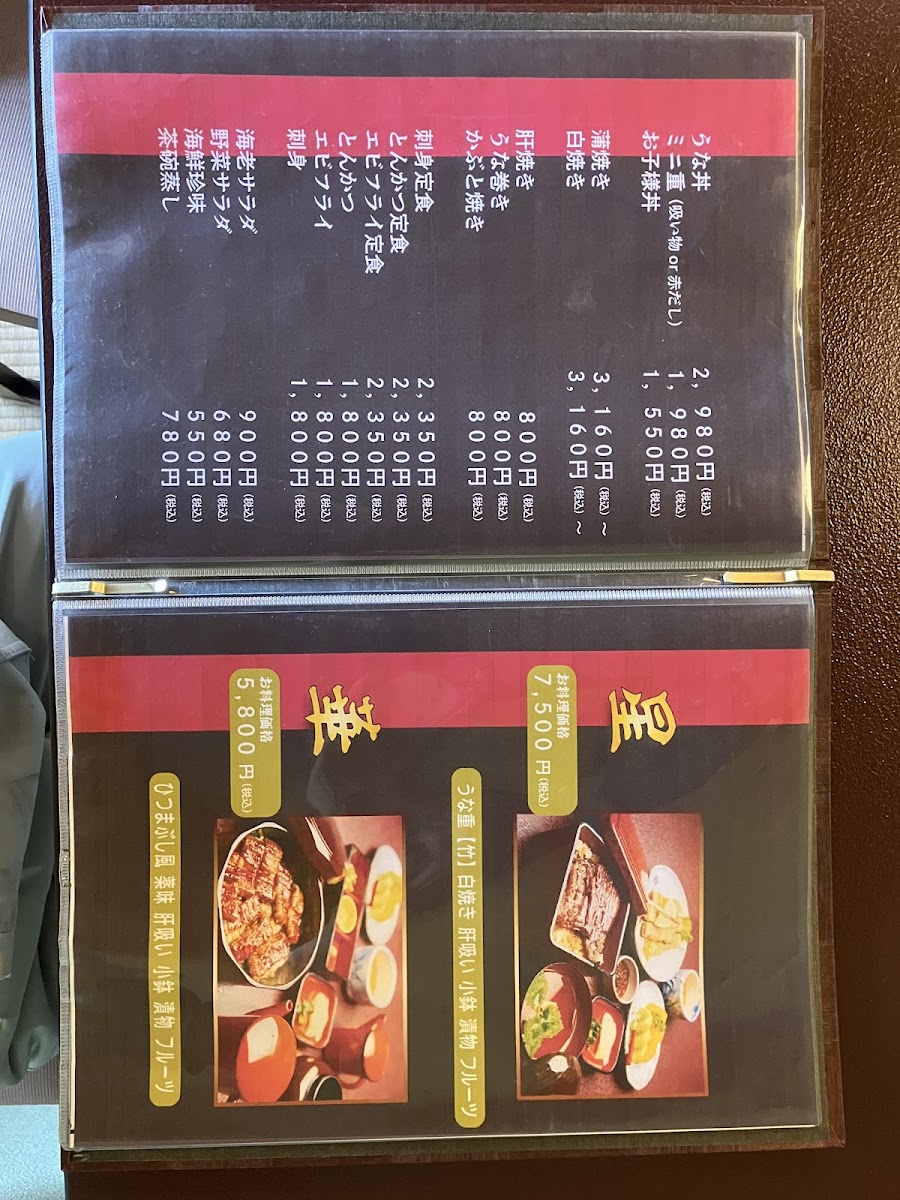 うな丼 2,980円(税込)
ミニ重(吸い物or赤だし) 1,980円(税込)
お子様丼 1,550円(税込)
蒲焼き 3,160円(税込)~
白焼き 3,160円(税込)~
肝焼き 800円(税込)
うな巻き 800円(税込)
かぶと焼き 800円(税込)
刺身定食 2,350円(税込)
とんかつ定食 2,350円(税込)
エビフライ定食 2,350円(税込)
とんかつ 1,800円(税込)
エビフライ 1,800円(税込)
刺身 1,800円(税込)
海老サラダ 900円(税込)
野菜サラダ 680円(税込)
海鮮珍味 550円(税込)
茶碗蒸し 780円(税込)
星
お料理価格
7,500円(税込)
うな重【竹】白焼き 肝吸い 小鉢 漬物 フルーツ
華
お料理価格
5,800円(税込)
ひつまぶし風 薬味 肝吸い 小鉢 漬物 フルーツ